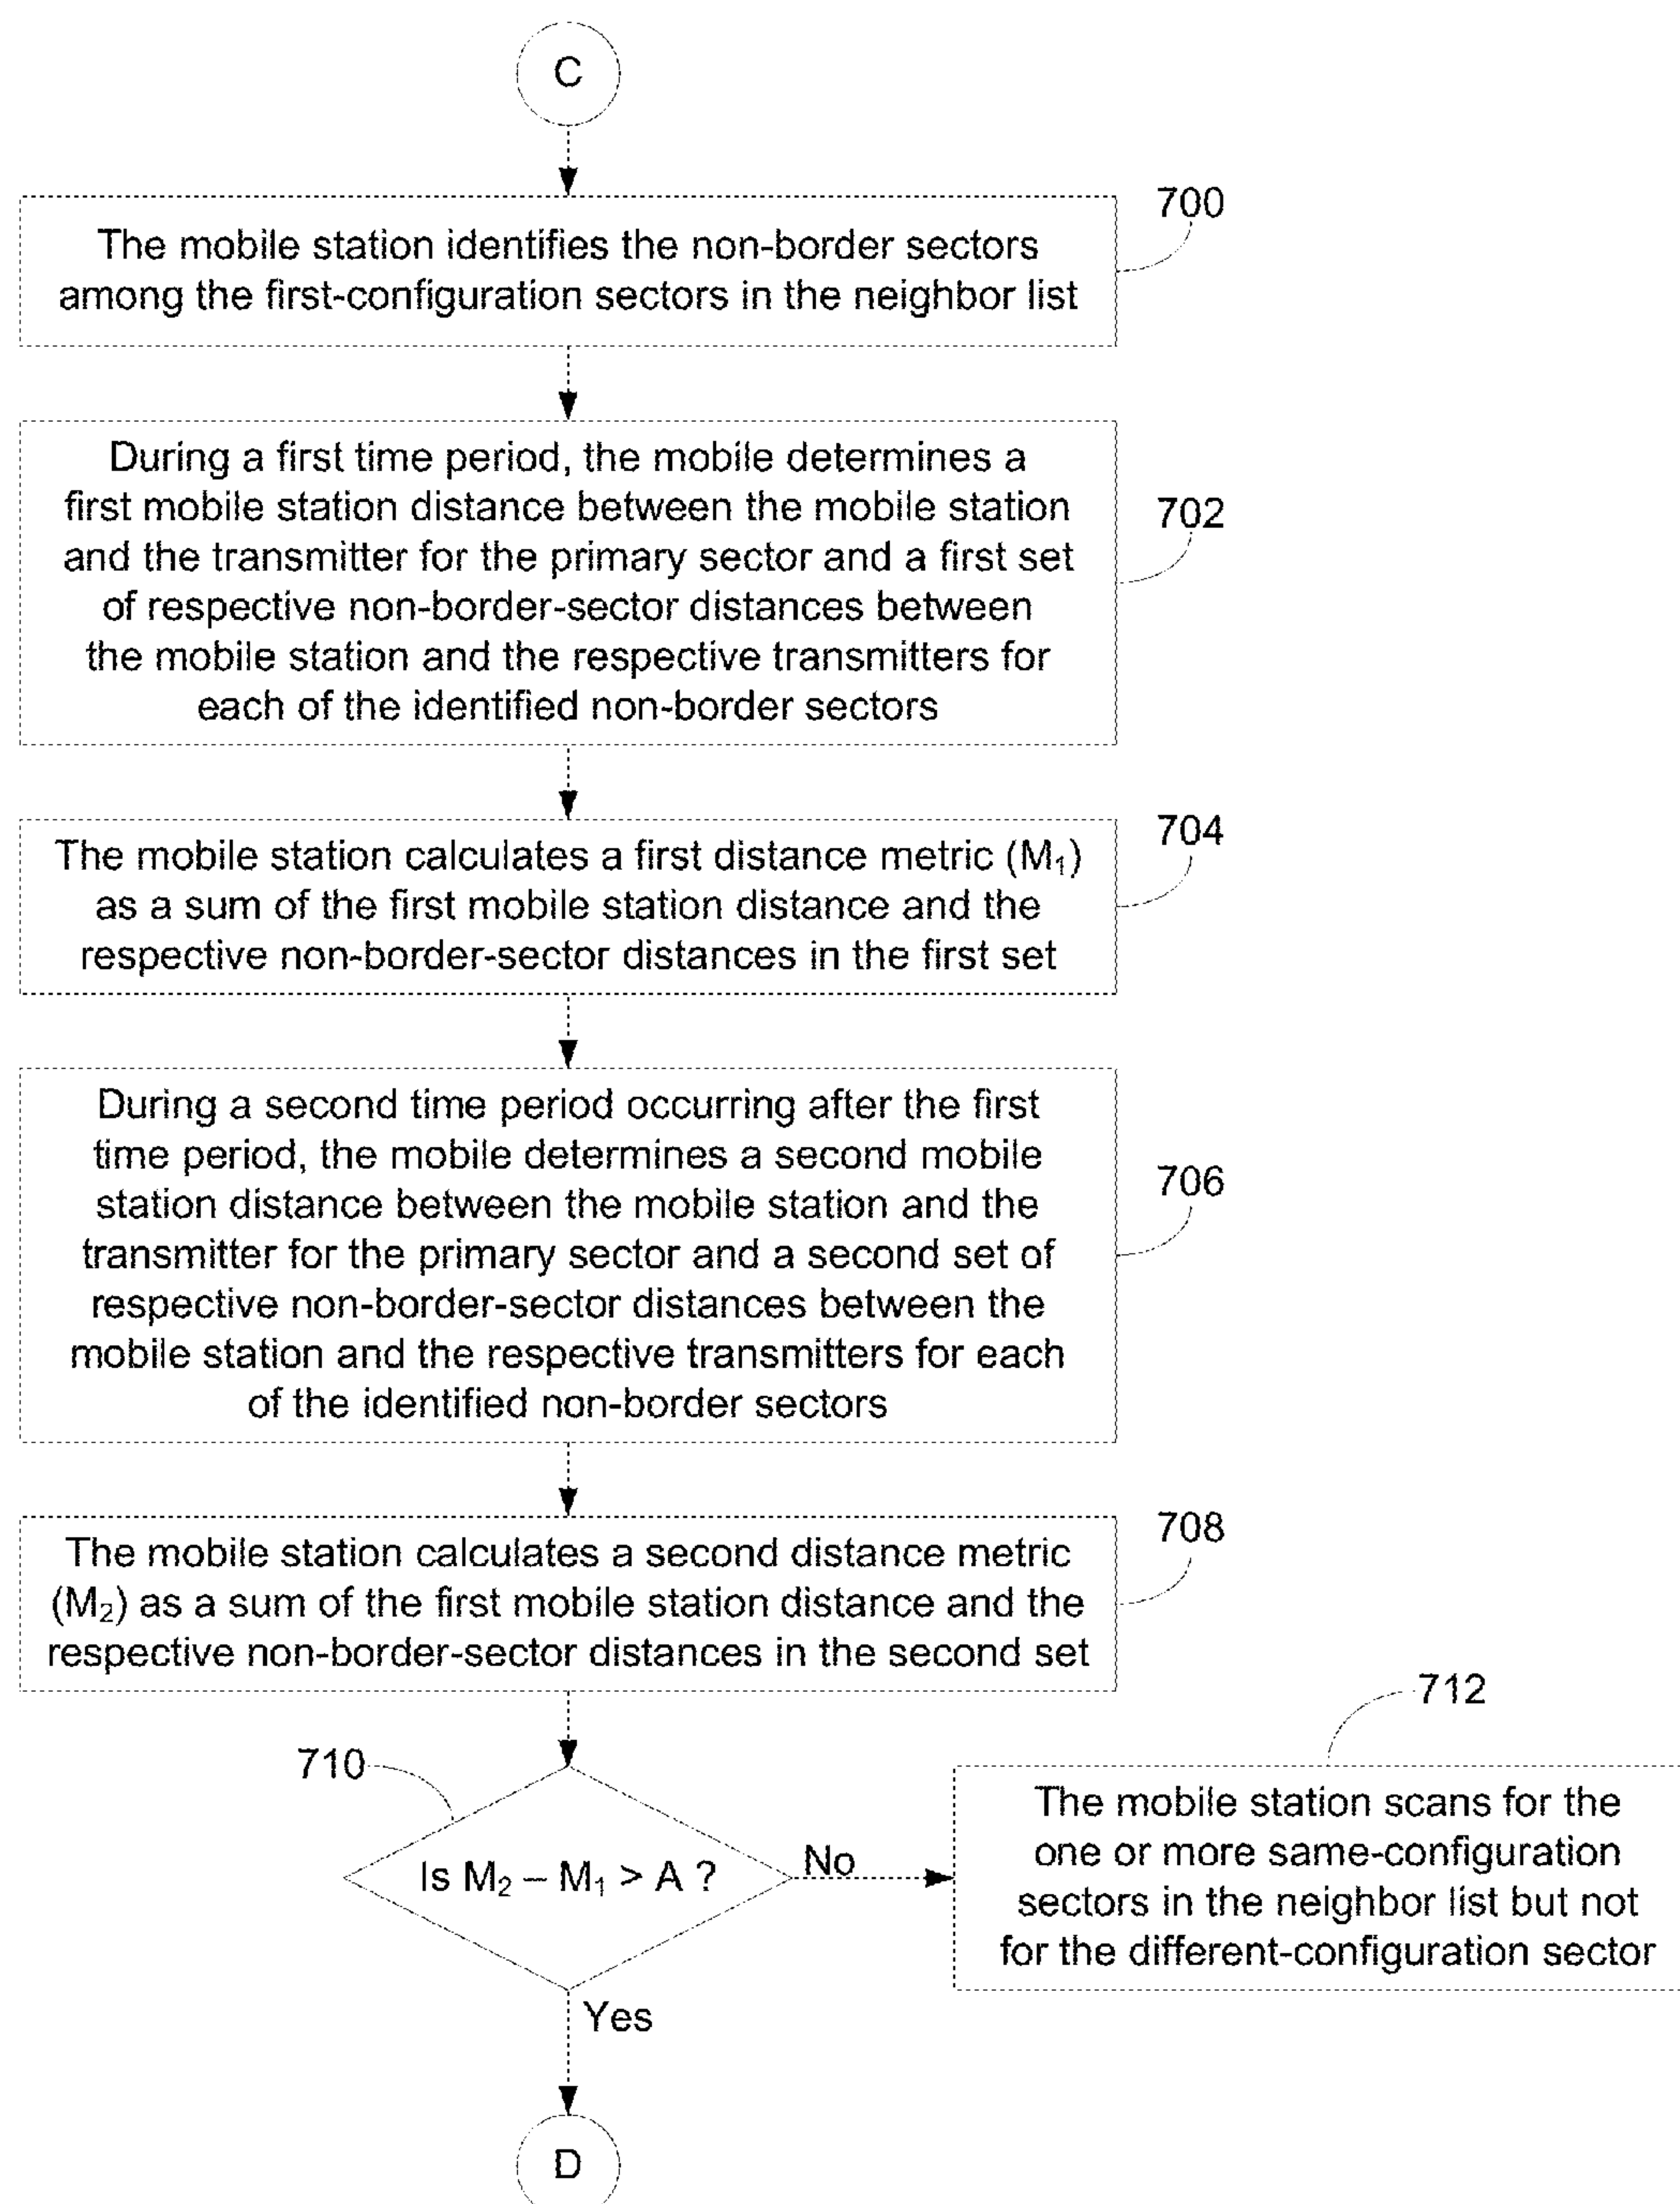 C
700
The mobile station identifies the non-border sectors
among the first-configuration sectors in the neighbor list
During a first time period, the mobile determines a
first mobile station distance between the mobile station
and the transmitter for the primary sector and a first set
of respective non-border-sector distances between
the mobile station and the respective transmitters for
each of the identified non-border sectors
702
The mobile station calculates a first distance metric (M₁)
as a sum of the first mobile station distance and the
respective non-border-sector distances in the first set
704
During a second time period occurring after the first
time period, the mobile determines a second mobile
station distance between the mobile station and the
transmitter for the primary sector and a second set of
respective non-border-sector distances between the
mobile station and the respective transmitters for each
of the identified non-border sectors
706
The mobile station calculates a second distance metric
(M₂) as a sum of the first mobile station distance and the
respective non-border-sector distances in the second set
708
710
Is M₂ – M₁ > A ?
No
712
The mobile station scans for the
one or more same-configuration
sectors in the neighbor list but not
for the different-configuration sector
Yes
D